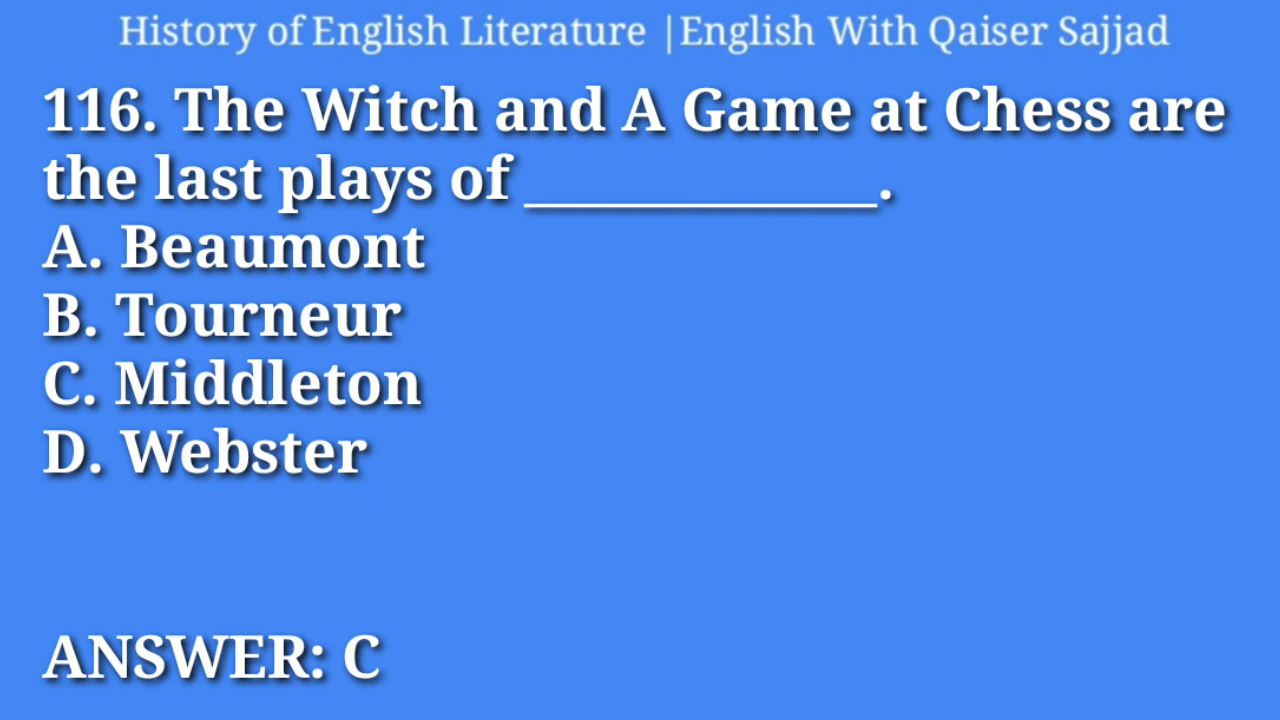 History of English Literature |English With Qaiser Sajjad
116. The Witch and A Game at Chess are
the last plays of ______________.
A. Beaumont
B. Tourneur
C. Middleton
D. Webster
ANSWER: C